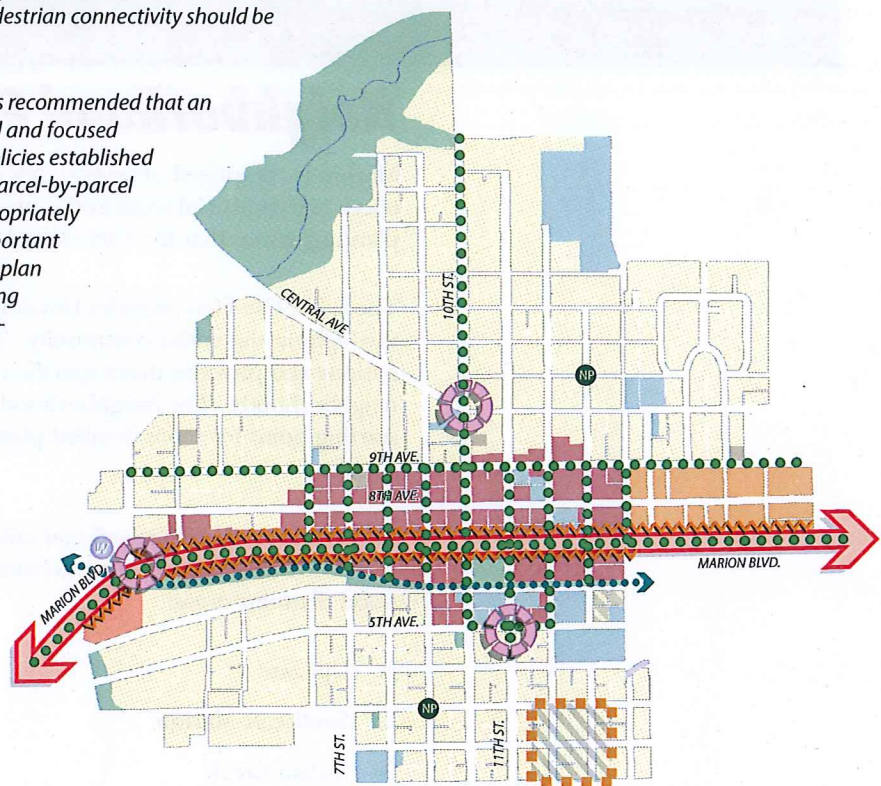 destrian connectivity should be
s recommended that an
l and focused
licies established
arcel-by-parcel
opriately
portant
plan
ng
CENTRAL AVE
10TH ST.
NP
9TH AVE.
8TH AVE.
W
MARION BLVD.
MARION BLVD.
5TH AVE.
NP
7TH ST.
11TH ST.